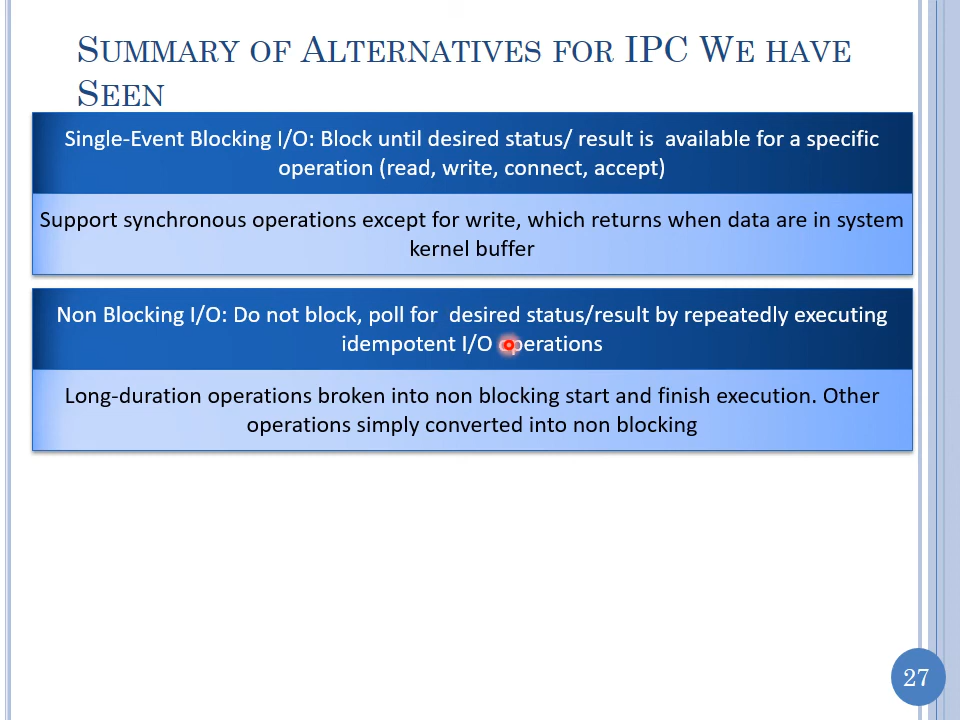 SUMMARY OF ALTERNATIVES FOR IPC WE HAVE
SEEN
Single-Event Blocking I/O: Block until desired status/ result is  available for a specific
operation (read, write, connect, accept)
Support synchronous operations except for write, which returns when data are in system
kernel buffer
Non Blocking I/O: Do not block, poll for  desired status/result by repeatedly executing
idempotent I/O operations
Long-duration operations broken into non blocking start and finish execution. Other
operations simply converted into non blocking
27